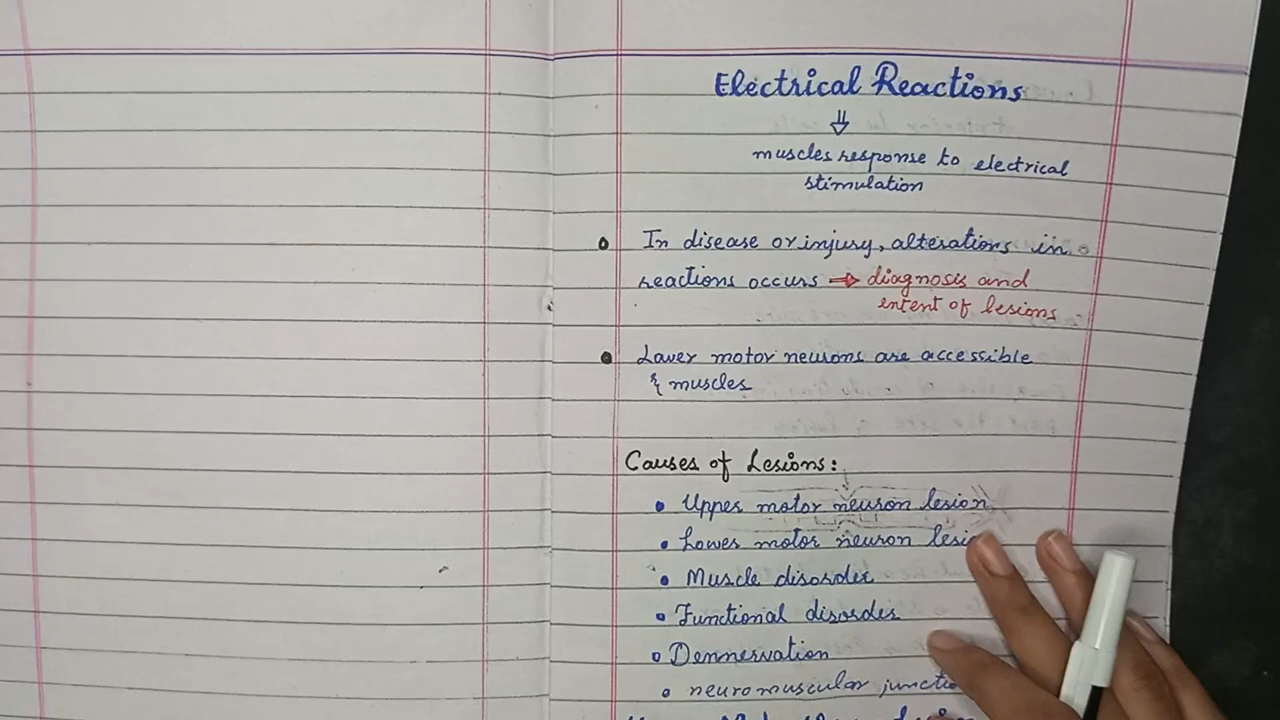 Electrical Reactions
⇓
muscles response to electrical
stimulation
• In disease or injury, alterations in
reactions occurs ⇒ diagnosis and
entent of lesions
• Lower motor neurons are accessible
& muscles
Causes of Lesions:
• Upper motor neuron lesion
• Lower motor neuron
• Muscle disorder
• Functional disorder
• Dennervation
• neuromuscular